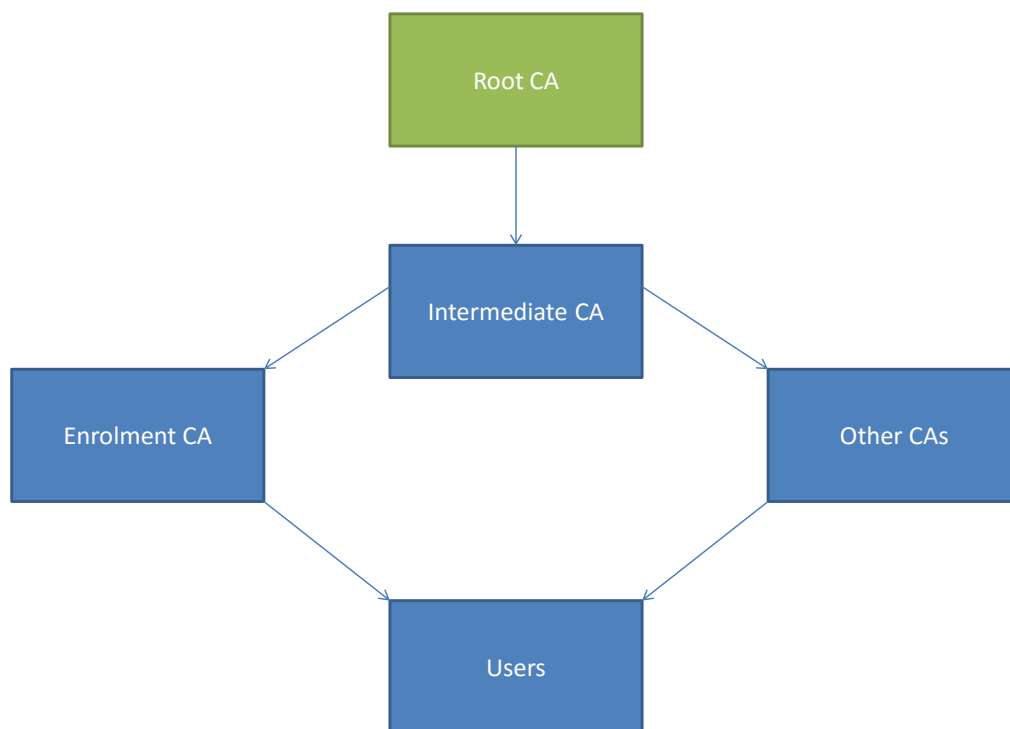 Root CA
Intermediate CA
Enrolment CA
Other CAs
Users